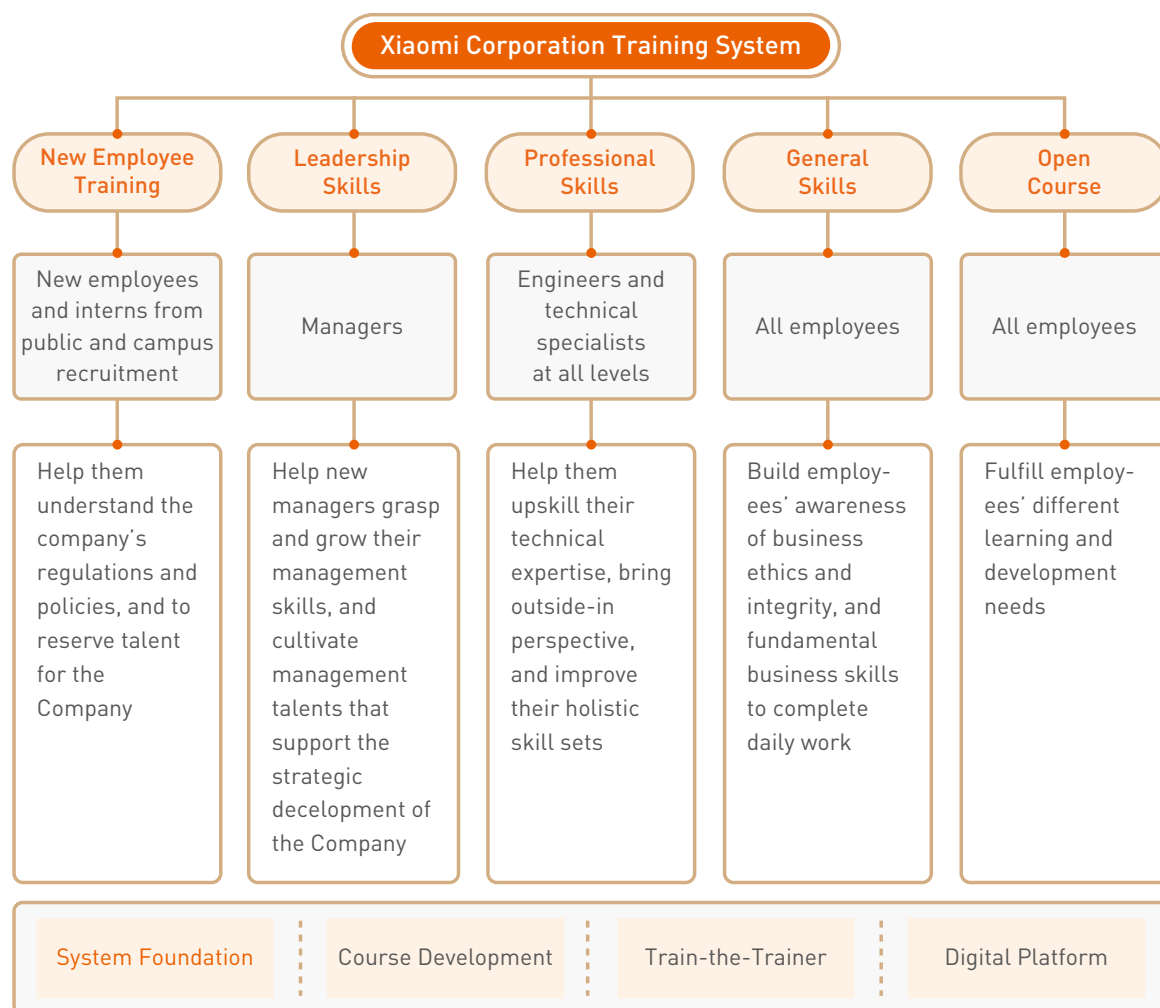 Xiaomi Corporation Training System
New Employee
Training
Leadership
Skills
Professional
Skills
General
Skills
Open
Course
New employees
and interns from
public and campus
recruitment
Managers
Engineers and
technical
specialists
at all levels
All employees
All employees
Help them
understand the
company's
regulations and
policies, and to
reserve talent
for the
Company
Help new
managers grasp
and grow their
management
skills, and
cultivate
management
talents that
support the
strategic
decelopment of
the Company
Help them
upskill their
technical
expertise, bring
outside-in
perspective,
and improve
their holistic
skill sets
Build employ-
ees' awareness
of business
ethics and
integrity, and
fundamental
business skills
to complete
daily work
Fulfill employ-
ees' different
learning and
development
needs
System Foundation
Course Development
Train-the-Trainer
Digital Platform